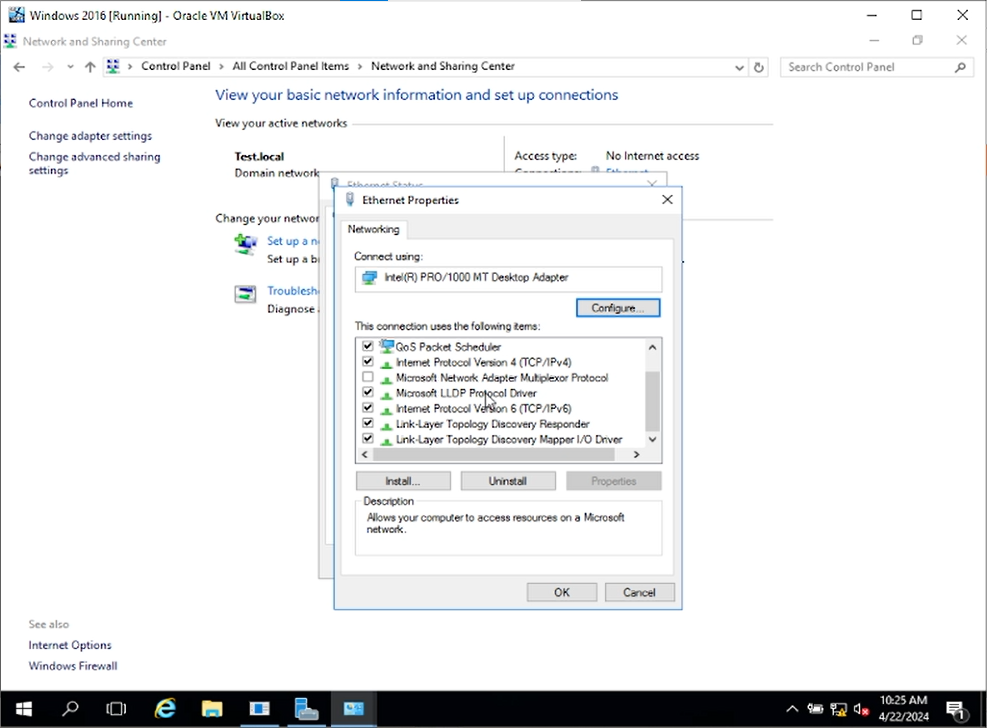 Windows 2016 [Running] - Oracle VM VirtualBox
Network and Sharing Center
Control Panel > All Control Panel Items > Network and Sharing Center
Search Control Panel
Control Panel Home
Change adapter settings
Change advanced sharing
settings
See also
Internet Options
Windows Firewall
View your basic network information and set up connections
View your active networks
Test.local
Domain network
Access type: No Internet access
Connections: Ethernet
Change your networ
Set up a n
Set up a b
Troublesh
Diagnose
Ethernet Status
Ethernet Properties
Networking
Connect using:
Intel(R) PRO/1000 MT Desktop Adapter
Configure...
This connection uses the following items:
QoS Packet Scheduler
Internet Protocol Version 4 (TCP/IPv4)
Microsoft Network Adapter Multiplexor Protocol
Microsoft LLDP Protocol Driver
Internet Protocol Version 6 (TCP/IPv6)
Link-Layer Topology Discovery Responder
Link-Layer Topology Discovery Mapper I/O Driver
Install...
Uninstall
Properties
Description
Allows your computer to access resources on a Microsoft
network.
OK
Cancel
10:25 AM
4/22/2024
1